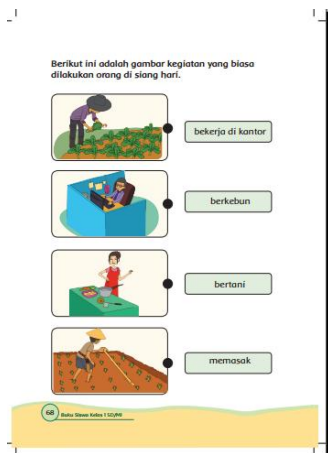 Berikut ini adalah gambar kegiatan yang biasa
dilakukan orang di siang hari.
bekerja di kantor
berkebun
bertani
memasak
68 Buku Siswa Kelas 1 SD/MI